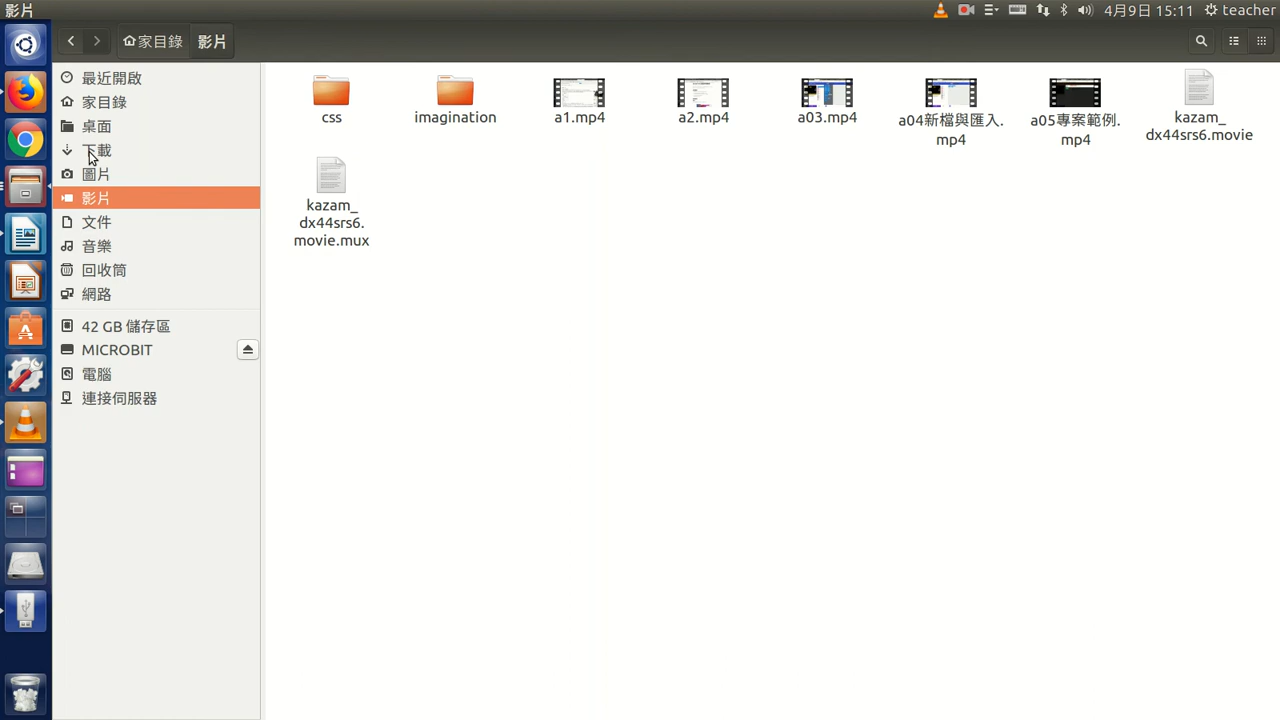 影片
4月9日 15:11
teacher
家目錄
影片
最近開啟
家目錄
桌面
下載
圖片
影片
文件
音樂
回收筒
網路
42 GB 儲存區
MICROBIT
電腦
連接伺服器
css
imagination
a1.mp4
a2.mp4
a03.mp4
a04新檔與匯入.
mp4
a05專案範例.
mp4
kazam_
dx44srs6.movie
kazam_
dx44srs6.
movie.mux